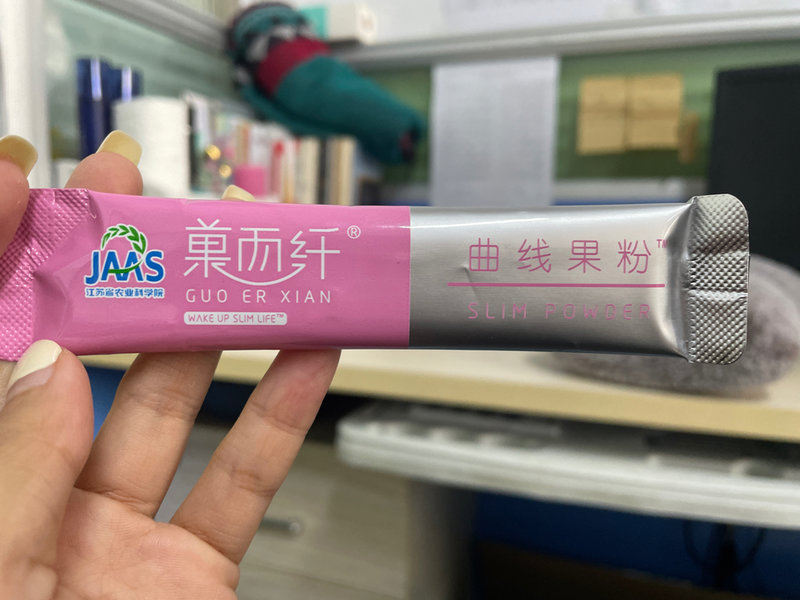 JAAS
江苏省农业科学院
菓而纤®
GUO ER XIAN
WAKE UP SLIM LIFE™
曲线果粉™
SLIM POWDER